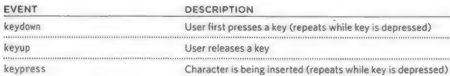 EVENT DESCRIPTION
keydown User first presses a key (repeats while key is depressed)
keyup User releases a key
keypress Character is being inserted (repeats while key is depressed)